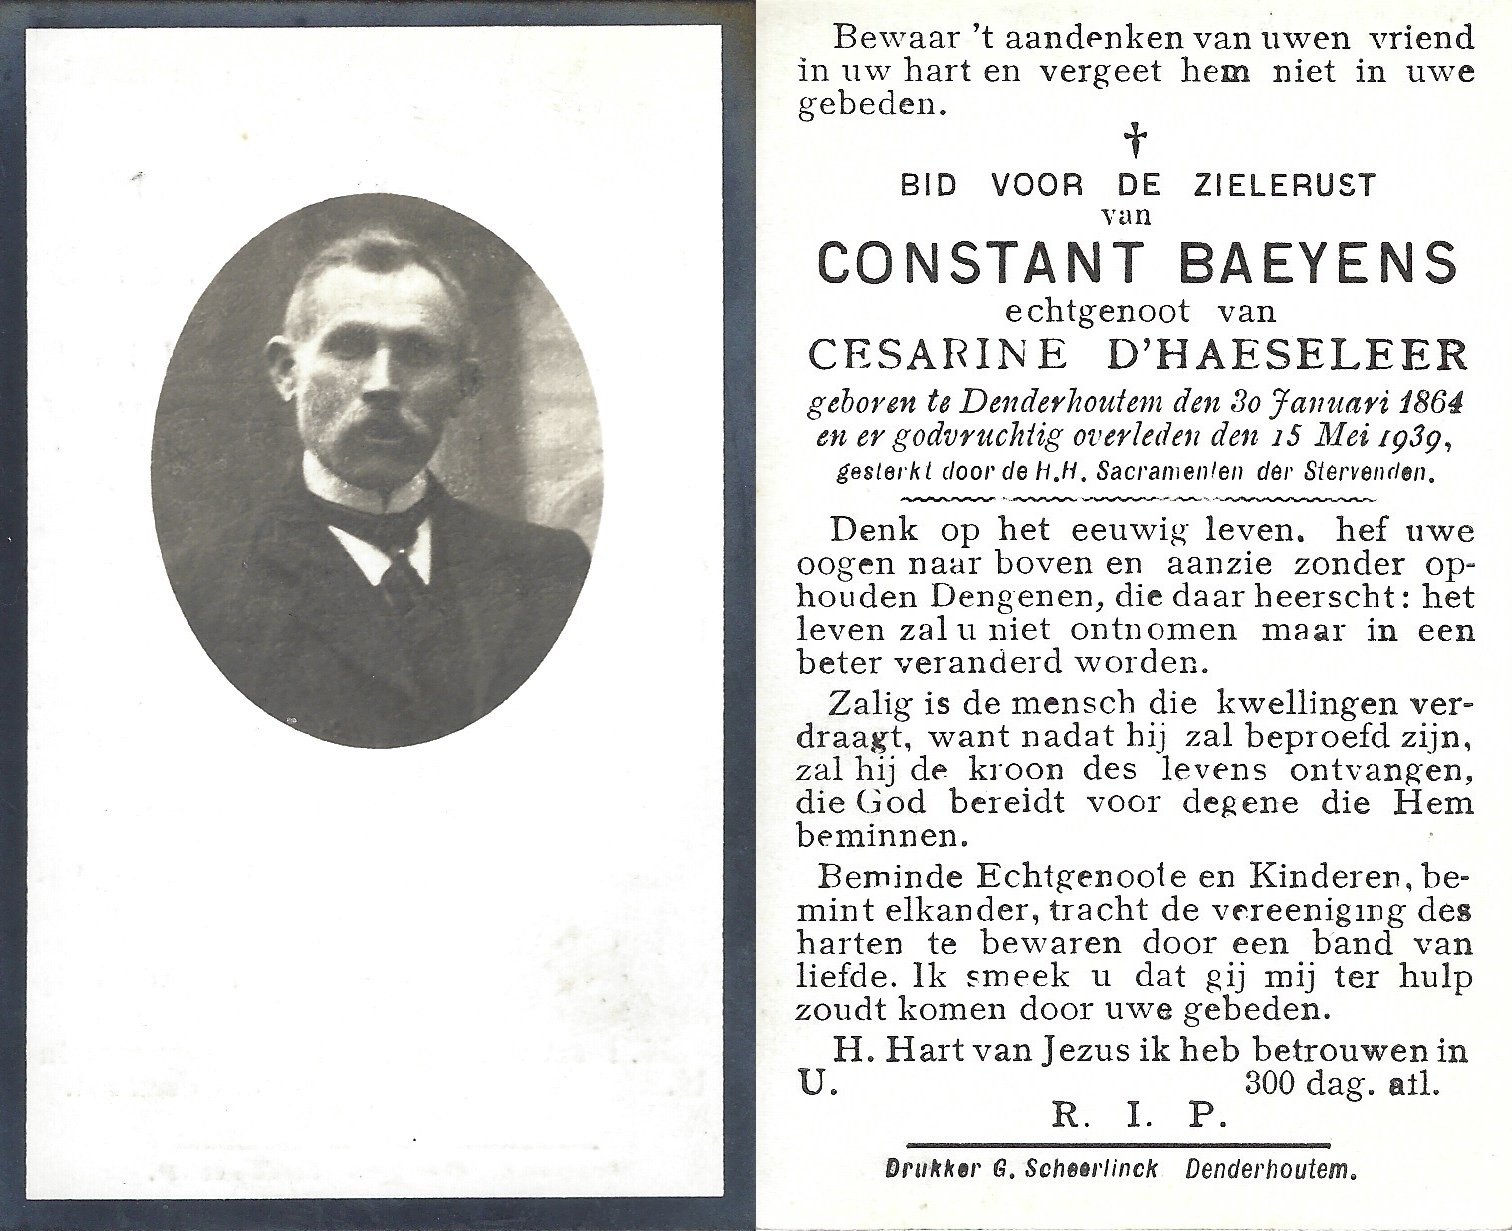 Bewaar 't aandenken van uwen vriend
in uw hart en vergeet hem niet in uwe
gebeden.
†
BID VOOR DE ZIELERUST
van
CONSTANT BAEYENS
echtgenoot van
CESARINE D'HAESELEER
geboren te Denderhoutem den 30 Januari 1864
en er godvruchtig overleden den 15 Mei 1939,
gesterkt door de H.H. Sacramenten der Stervenden.
Denk op het eeuwig leven. hef uwe
oogen naar boven en aanzie zonder op-
houden Dengenen, die daar heerscht: het
leven zal u niet ontnomen maar in een
beter veranderd worden.
Zalig is de mensch die kwellingen ver-
draagt, want nadat hij zal beproefd zijn,
zal hij de kroon des levens ontvangen,
die God bereidt voor degene die Hem
beminnen.
Beminde Echtgenoote en Kinderen, be-
mint elkander, tracht de vereeniging des
harten te bewaren door een band van
liefde. Ik smeek u dat gij mij ter hulp
zoudt komen door uwe gebeden.
H. Hart van Jezus ik heb betrouwen in
U. 300 dag. afl.
R. I. P.
Drukker G. Scheerlinck Denderhoutem.